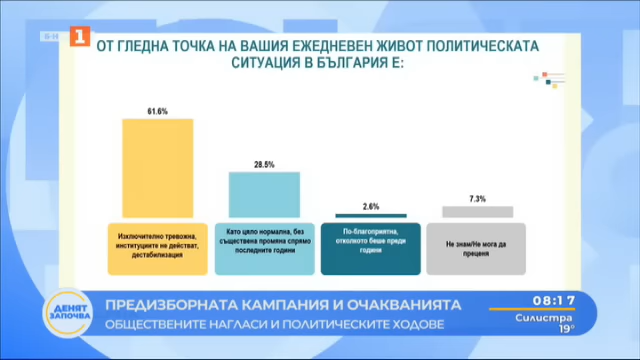 1
ОТ ГЛЕДНА ТОЧКА НА ВАШИЯ ЕЖЕДНЕВЕН ЖИВОТ ПОЛИТИЧЕСКАТА
СИТУАЦИЯ В БЪЛГАРИЯ Е:
61.6%
28.5%
2.6%
7.3%
Изключително тревожна,
институциите не действат,
дестабилизация
Като цяло нормална, без
съществена промяна спрямо
последните години
По-благоприятна,
отколкото беше преди
години
Не знам/Не мога да
преценя
ДЕНЯТ
ЗАПОЧВА
ПРЕДИЗБОРНАТА КАМПАНИЯ И ОЧАКВАНИЯТА
ОБЩЕСТВЕНИТЕ НАГЛАСИ И ПОЛИТИЧЕСКИТЕ ХОДОВЕ
08:17
Силистра
19°